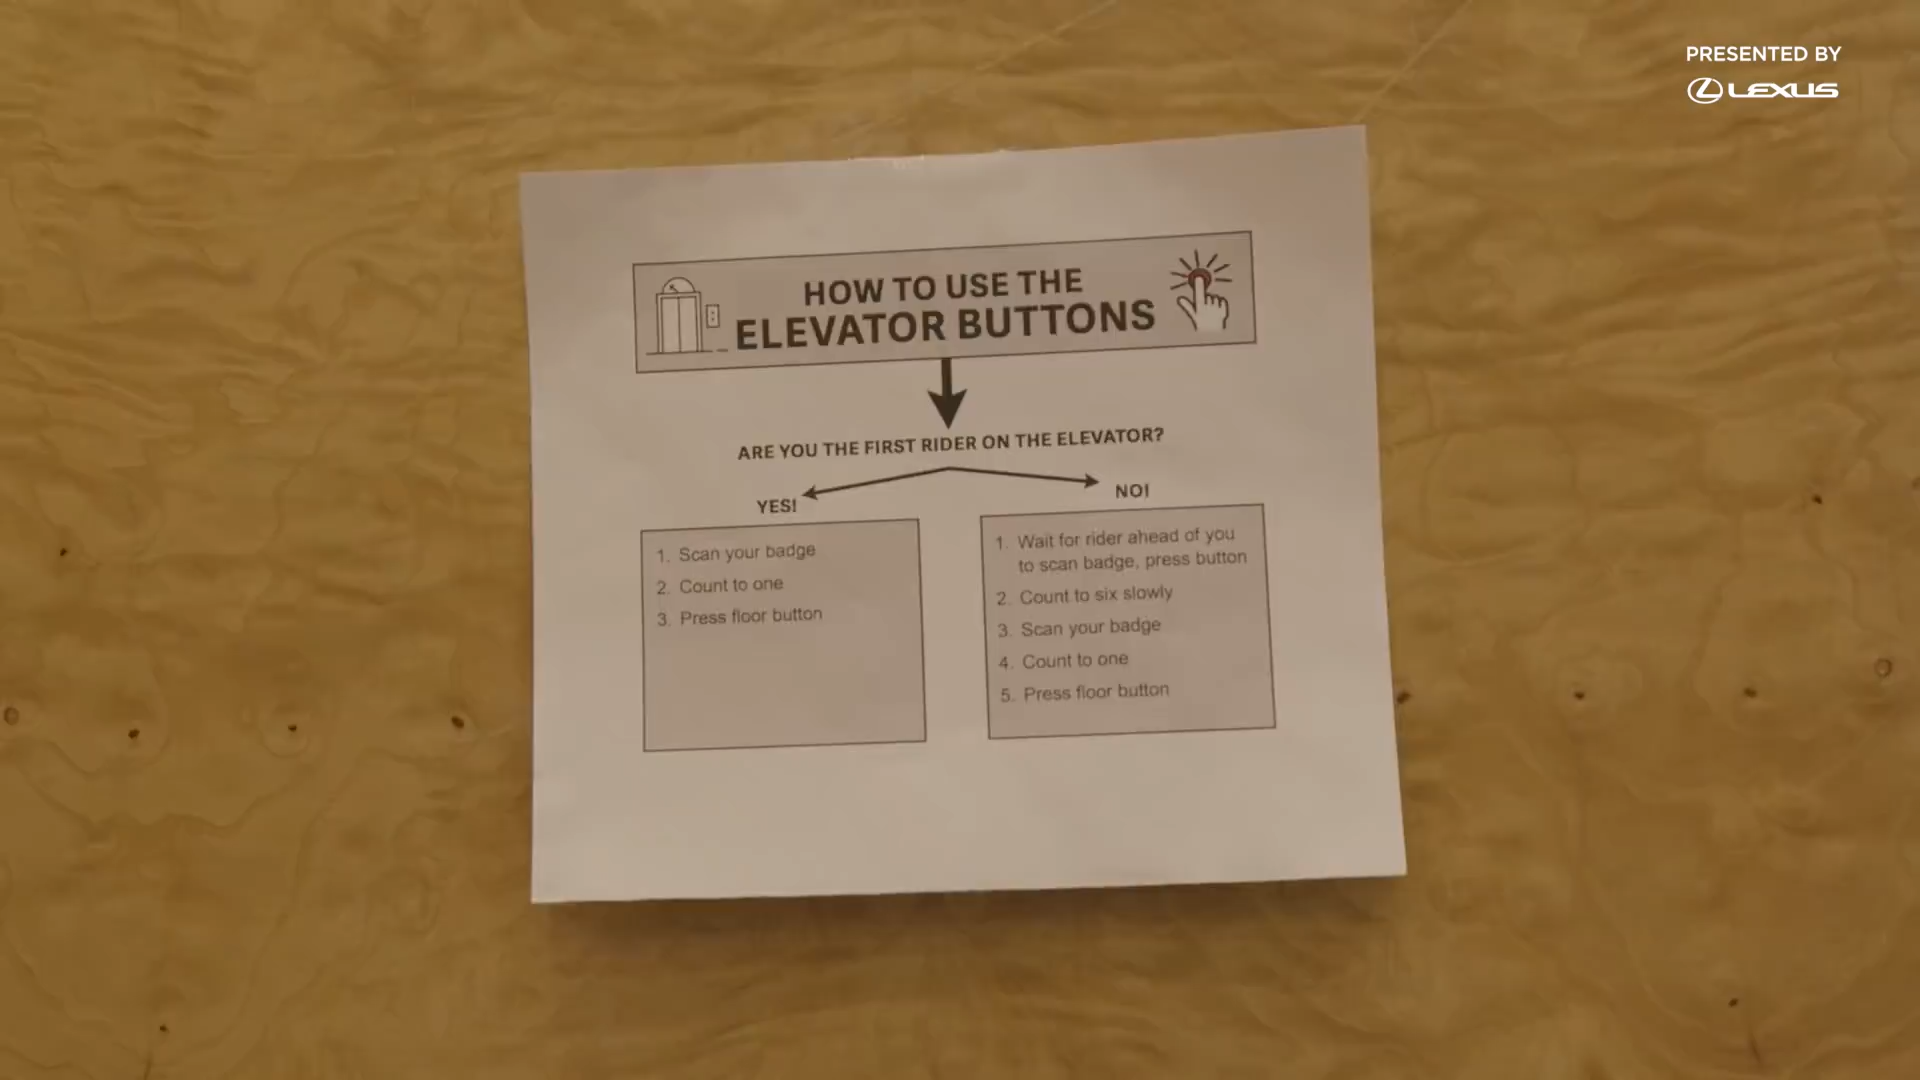 PRESENTED BY
LEXUS
HOW TO USE THE
ELEVATOR BUTTONS
ARE YOU THE FIRST RIDER ON THE ELEVATOR?
YES!
1. Scan your badge
2. Count to one
3. Press floor button
NO!
1. Wait for rider ahead of you
to scan badge, press button
2. Count to six slowly
3. Scan your badge
4. Count to one
5. Press floor button